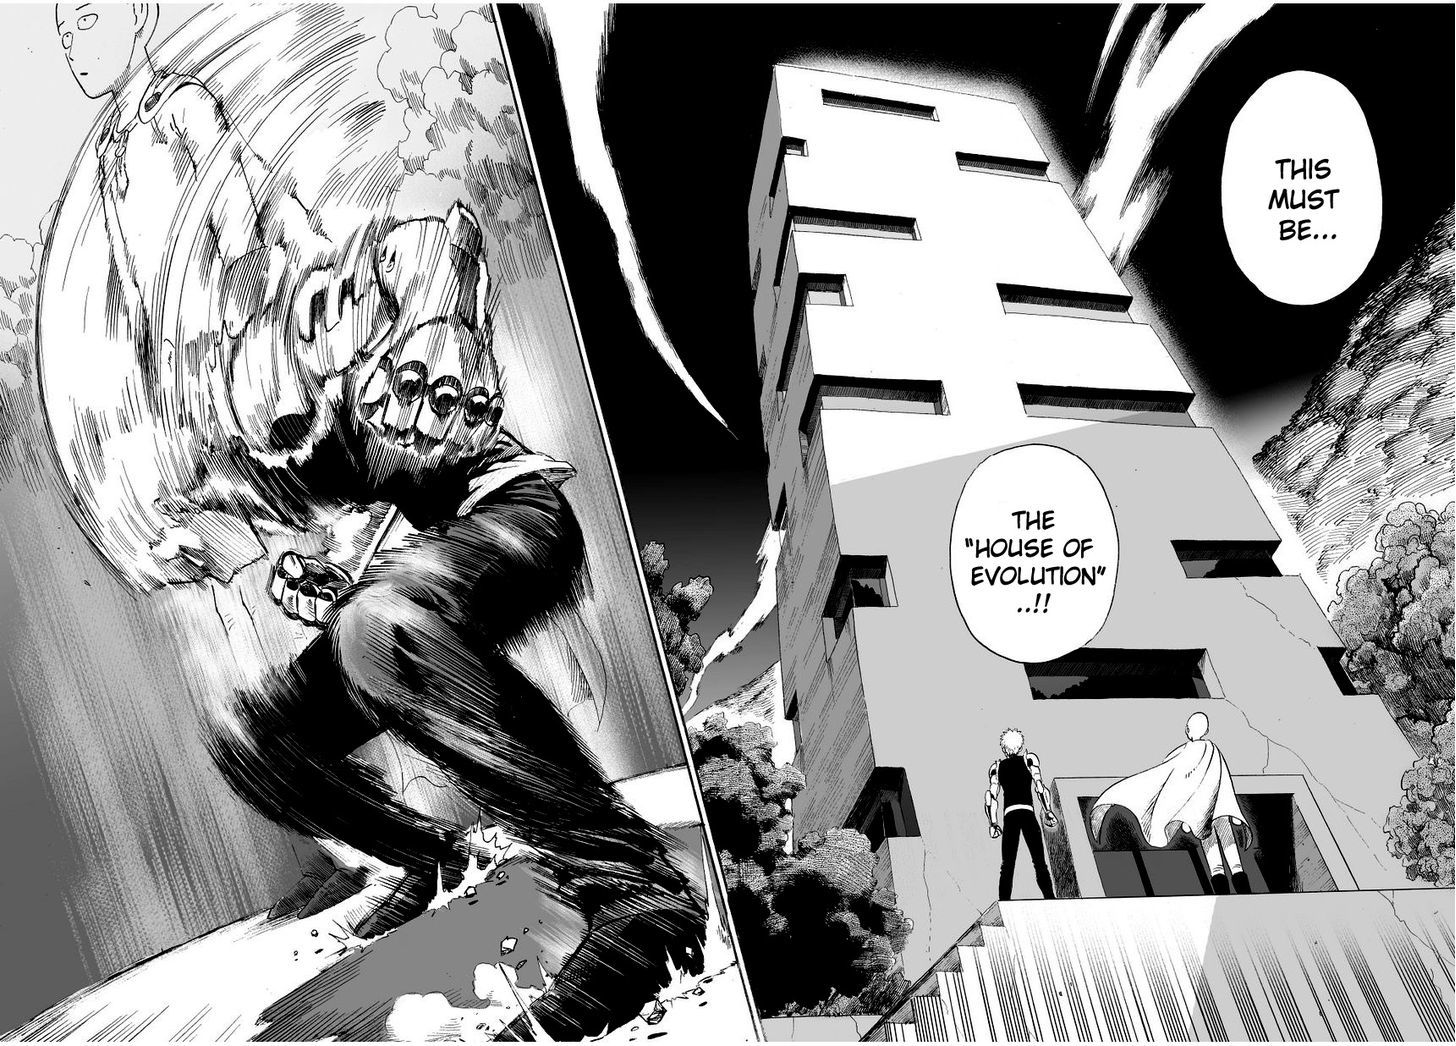 THIS
MUST
BE...
THE
"HOUSE OF
EVOLUTION"
..!!